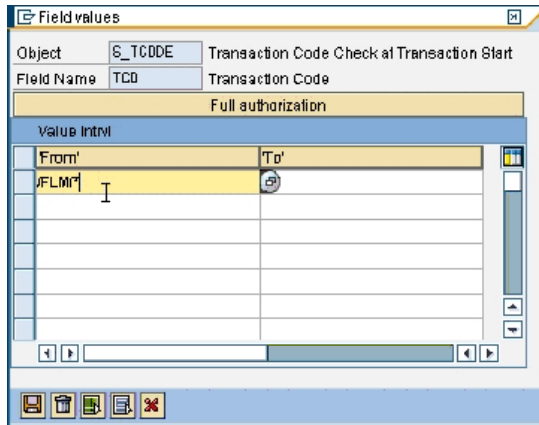 Field values
Object S_TCODE Transaction Code Check at Transaction Start
Field Name TCD Transaction Code
Full authorization
Value Intrvl
'From' 'To'